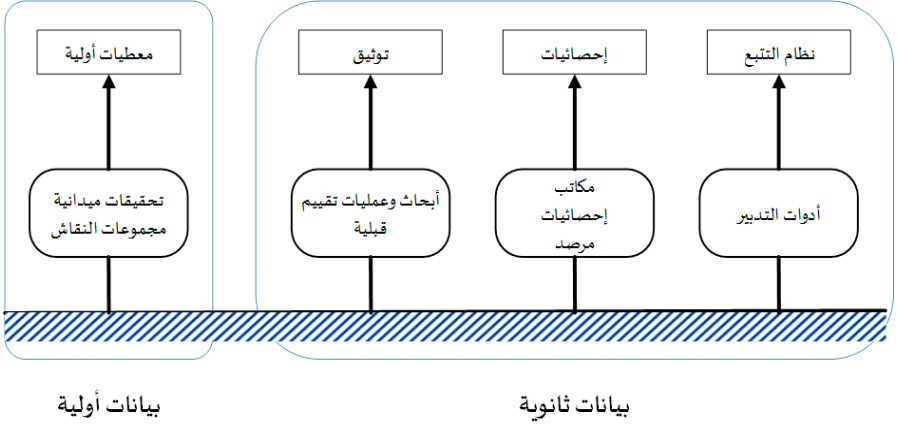 نظام التتبع
إحصائيات
توثيق
معطيات أولية
أدوات التدبير
مكاتب
إحصائيات
مرصد
أبحاث وعمليات تقييم
قبلية
تحقيقات ميدانية
مجموعات النقاش
بيانات ثانوية
بيانات أولية